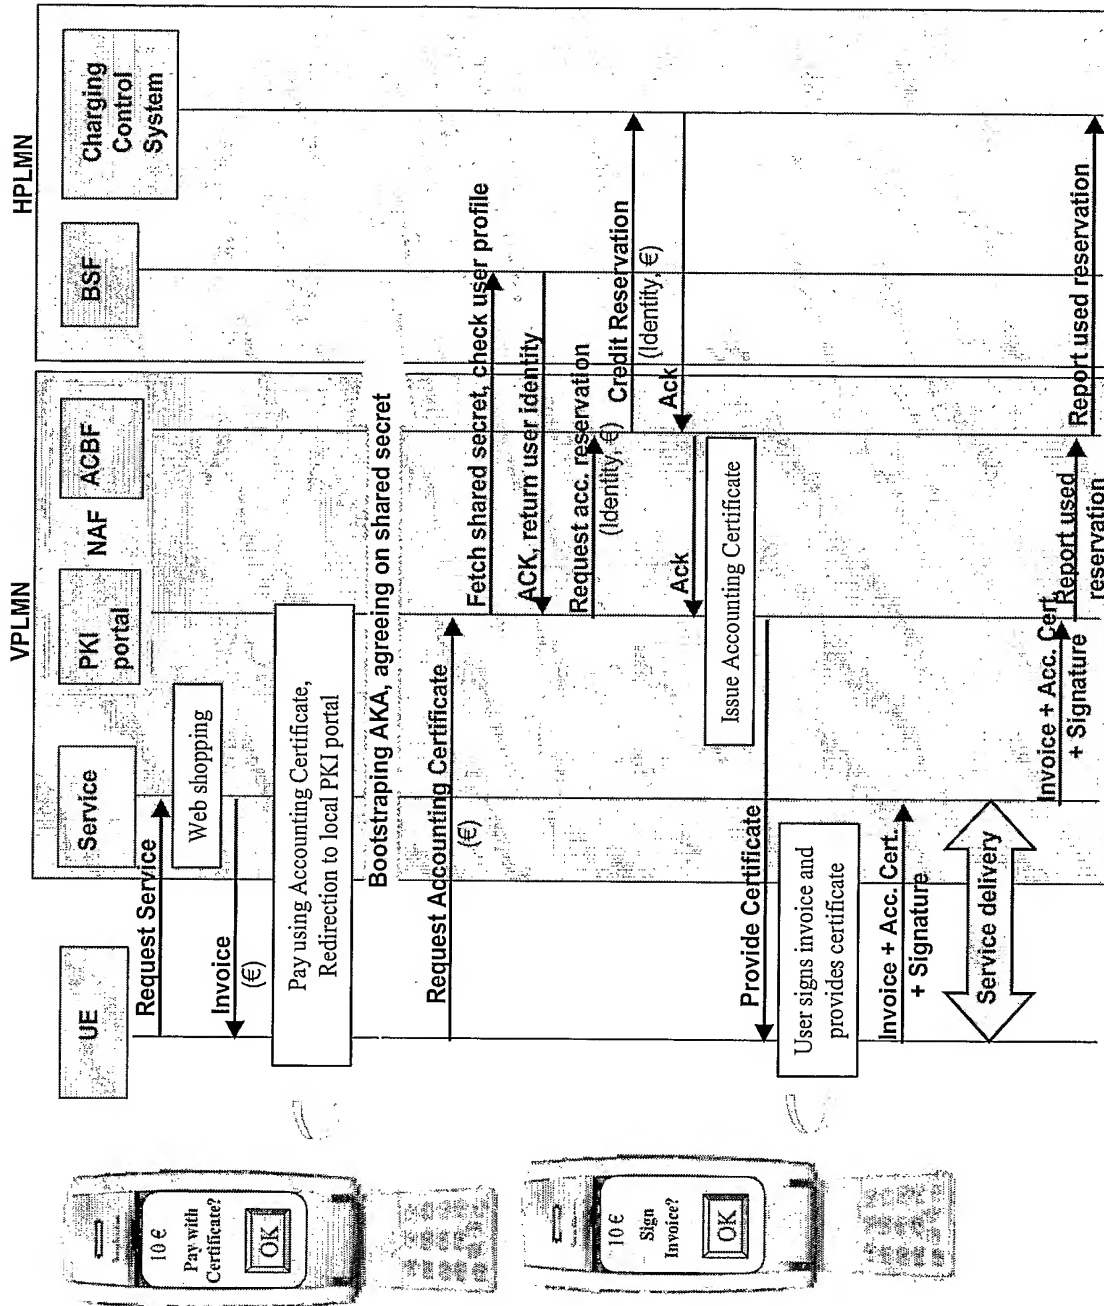 VPLMN
HPLMN
UE
Service
PKI
portal
NAF
ACBF
BSF
Charging
Control
System
Request Service
Web shopping
Invoice
(€)
Pay using Accounting Certificate,
Redirection to local PKI portal
Bootstraping AKA, agreeing on shared secret
Request Accounting Certificate
(€)
Fetch shared secret, check user profile
ACK, return user identity
Request acc. reservation
(Identity, €)
Credit Reservation
(Identity, €)
Ack
Ack
Issue Accounting Certificate
Provide Certificate
User signs invoice and
provides certificate
Invoice + Acc. Cert.
+ Signature
Service delivery
Invoice + Acc. Cert.
+ Signature
Report used
reservation
Report used reservation
10 €
Pay with
Certificate?
OK
10 €
Sign
Invoice?
OK